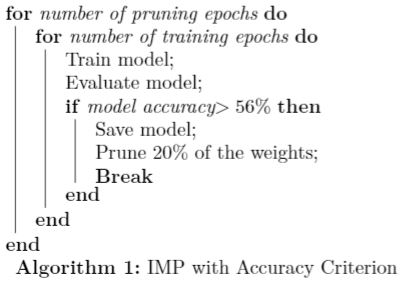 for number of pruning epochs do
for number of training epochs do
Train model;
Evaluate model;
if model accuracy> 56% then
Save model;
Prune 20% of the weights;
Break
end
end
end
Algorithm 1: IMP with Accuracy Criterion